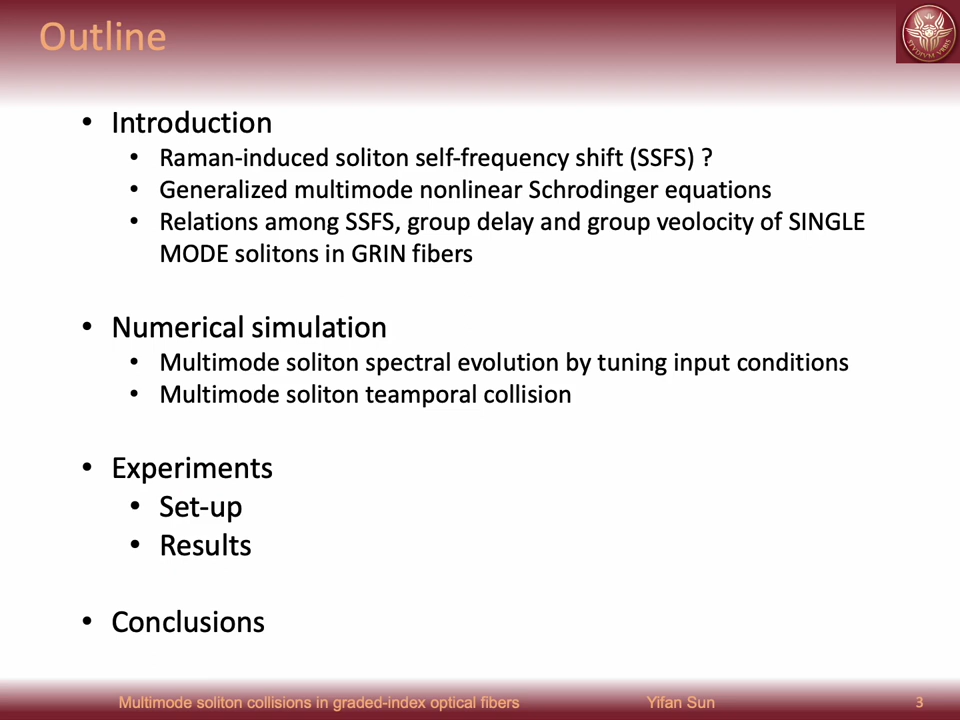 Outline
• Introduction
• Raman-induced soliton self-frequency shift (SSFS) ?
• Generalized multimode nonlinear Schrodinger equations
• Relations among SSFS, group delay and group veolocity of SINGLE
MODE solitons in GRIN fibers
• Numerical simulation
• Multimode soliton spectral evolution by tuning input conditions
• Multimode soliton teamporal collision
• Experiments
• Set-up
• Results
• Conclusions
Multimode soliton collisions in graded-index optical fibers Yifan Sun 3